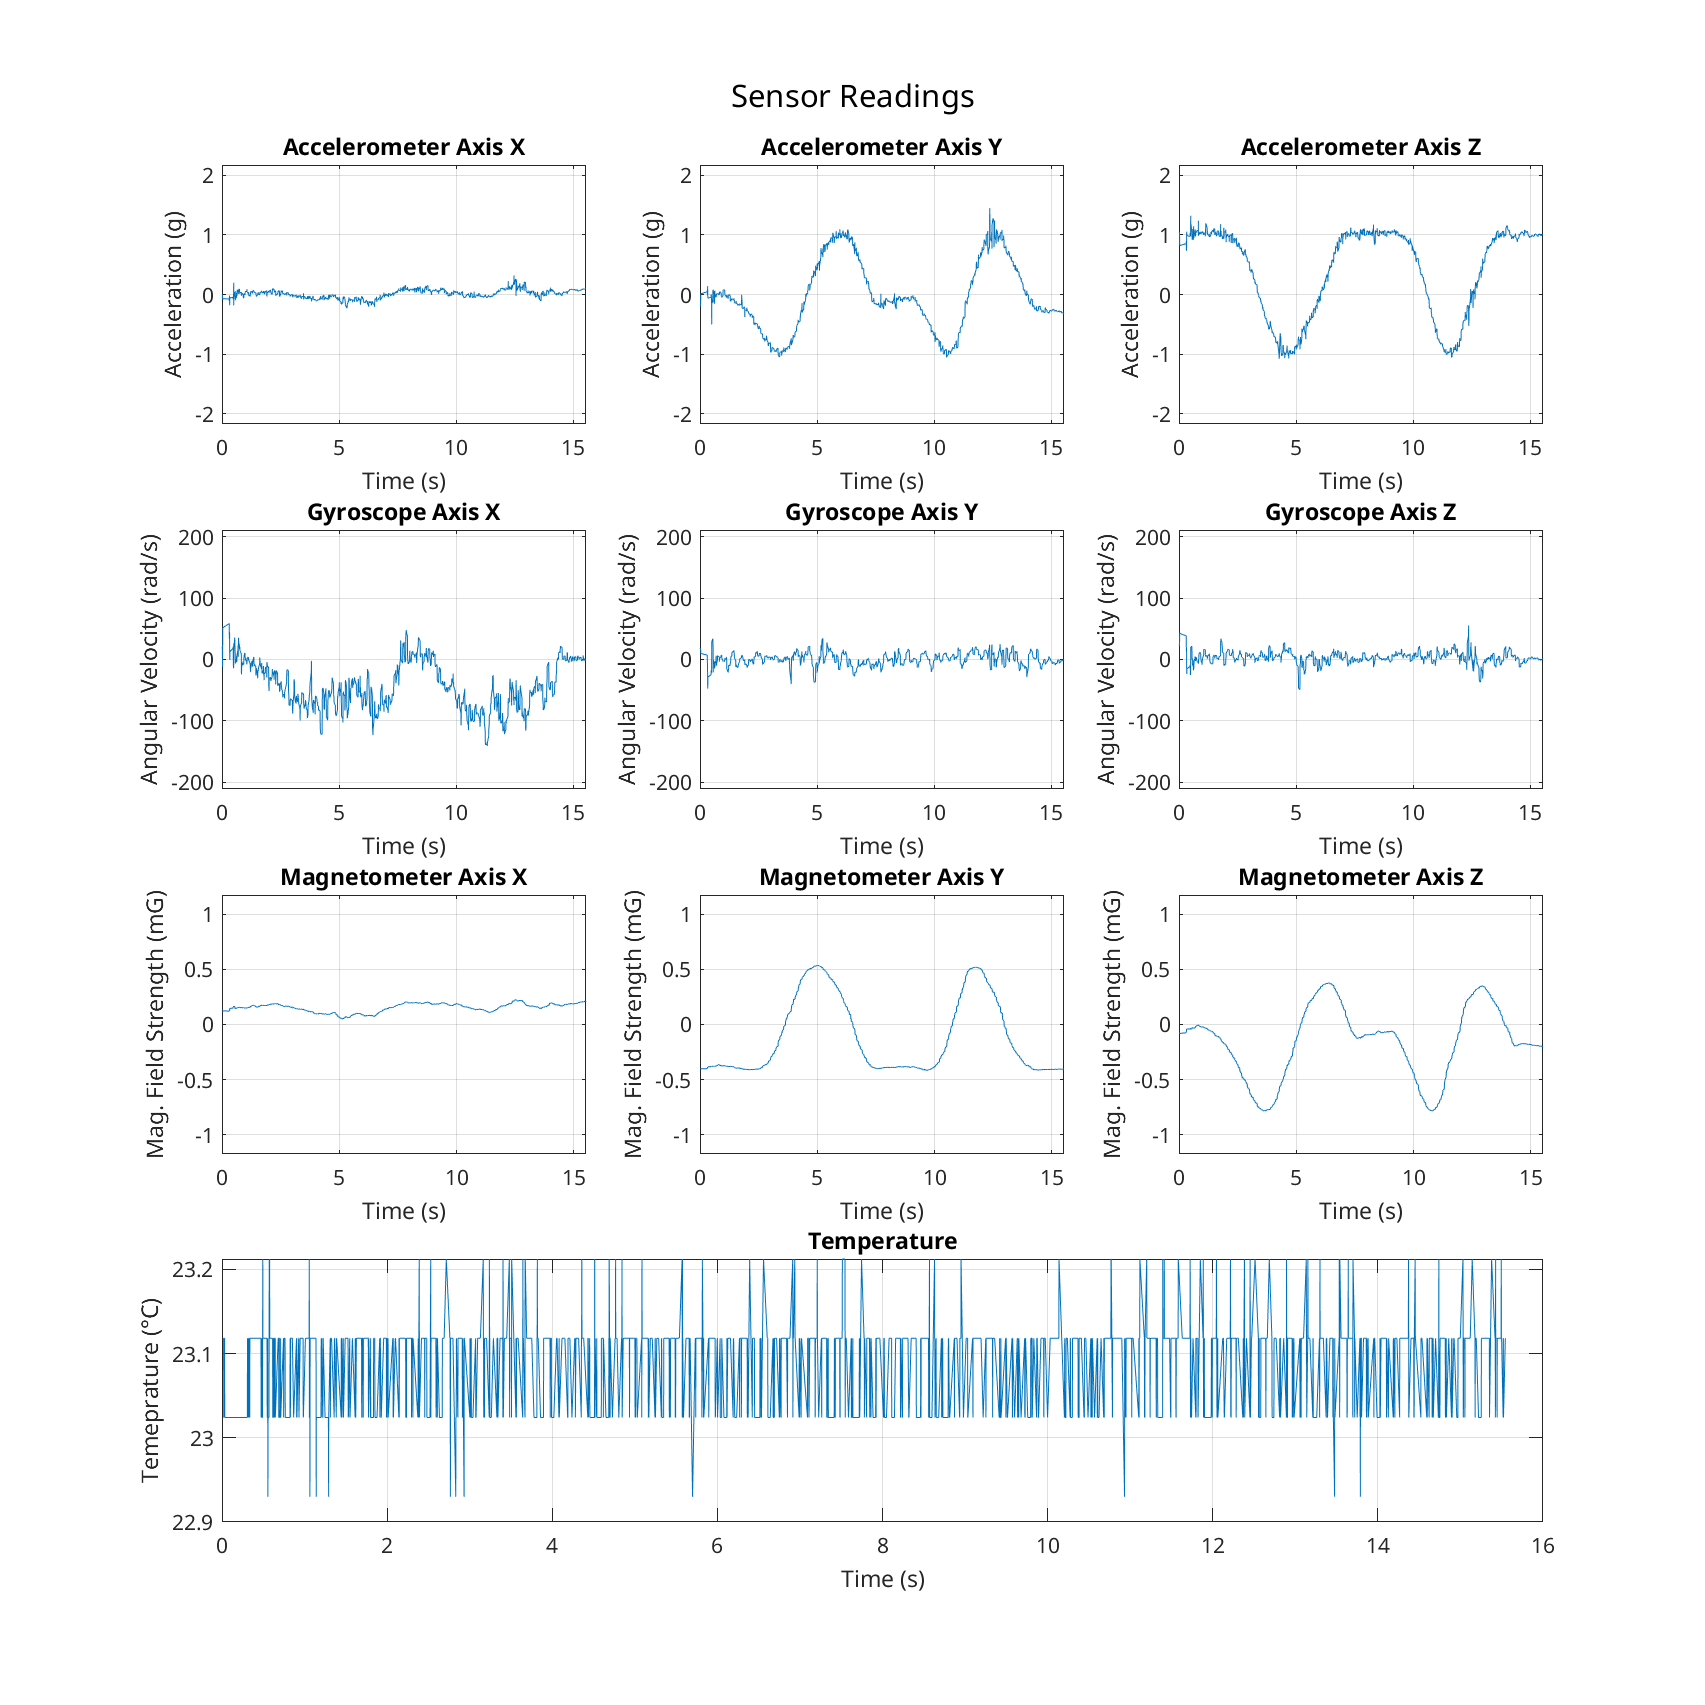 Sensor Readings
Accelerometer Axis X
Accelerometer Axis Y
Accelerometer Axis Z
Acceleration (g)
2
1
0
-1
-2
0 5 10 15
Time (s)
Acceleration (g)
2
1
0
-1
-2
0 5 10 15
Time (s)
Acceleration (g)
2
1
0
-1
-2
0 5 10 15
Time (s)
Gyroscope Axis X
Gyroscope Axis Y
Gyroscope Axis Z
Angular Velocity (rad/s)
200
100
0
-100
-200
0 5 10 15
Time (s)
Angular Velocity (rad/s)
200
100
0
-100
-200
0 5 10 15
Time (s)
Angular Velocity (rad/s)
200
100
0
-100
-200
0 5 10 15
Time (s)
Magnetometer Axis X
Magnetometer Axis Y
Magnetometer Axis Z
Mag. Field Strength (mG)
1
0.5
0
-0.5
-1
0 5 10 15
Time (s)
Mag. Field Strength (mG)
1
0.5
0
-0.5
-1
0 5 10 15
Time (s)
Mag. Field Strength (mG)
1
0.5
0
-0.5
-1
0 5 10 15
Time (s)
Temperature
Temeprature (°C)
23.2
23.1
23
22.9
0 2 4 6 8 10 12 14 16
Time (s)